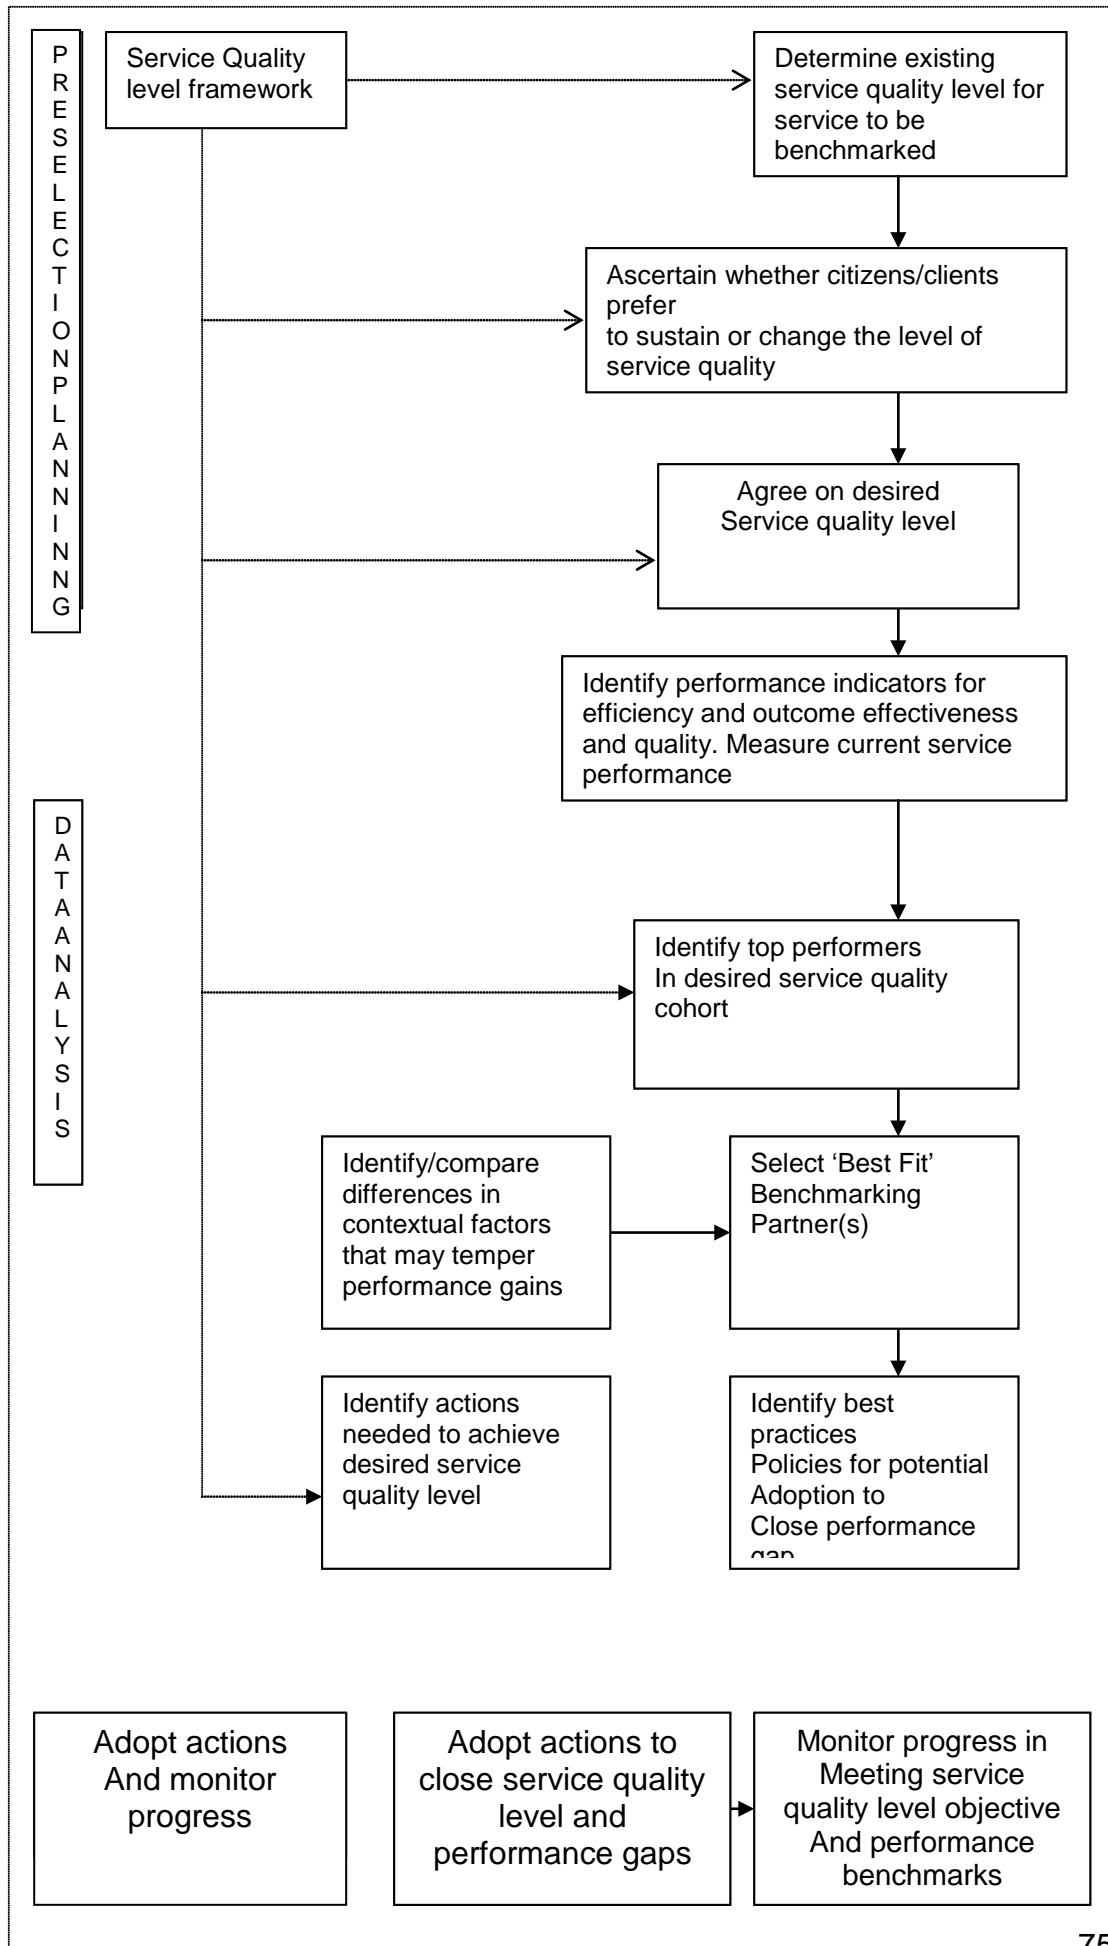 P
R
E
S
E
L
E
C
T
I
O
N
P
L
A
N
N
I
N
N
G
Service Quality
level framework
Determine existing
service quality level for
service to be
benchmarked
Ascertain whether citizens/clients
prefer
to sustain or change the level of
service quality
Agree on desired
Service quality level
Identify performance indicators for
efficiency and outcome effectiveness
and quality. Measure current service
performance
D
A
T
A
A
N
A
L
Y
S
I
S
Identify top performers
In desired service quality
cohort
Identify/compare
differences in
contextual factors
that may temper
performance gains
Select ‘Best Fit’
Benchmarking
Partner(s)
Identify actions
needed to achieve
desired service
quality level
Identify best
practices
Policies for potential
Adoption to
Close performance
gap
Adopt actions
And monitor
progress
Adopt actions to
close service quality
level and
performance gaps
Monitor progress in
Meeting service
quality level objective
And performance
benchmarks
75